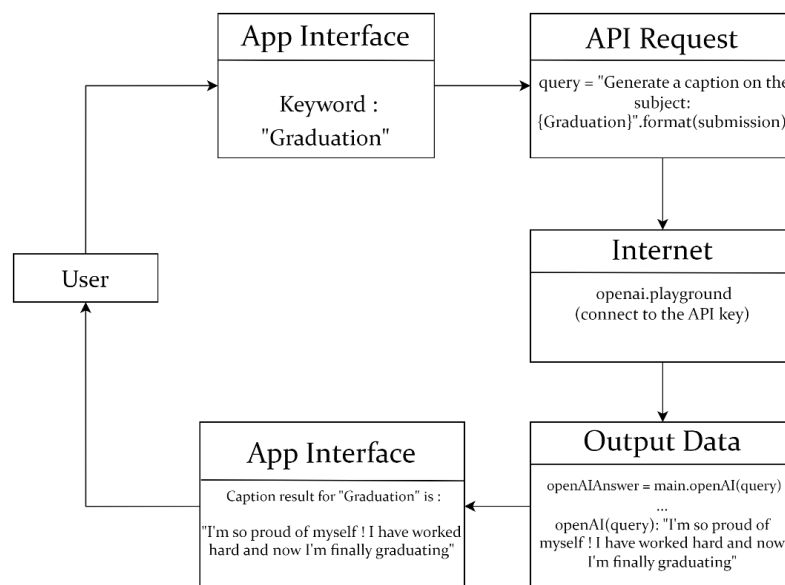 App Interface
Keyword :
"Graduation"
API Request
query = "Generate a caption on the
subject:
{Graduation}".format(submission)
User
Internet
openai.playground
(connect to the API key)
App Interface
Caption result for "Graduation" is :
"I'm so proud of myself ! I have worked
hard and now I'm finally graduating"
Output Data
openAIAnswer = main.openAI(query)
...
openAI(query): "I'm so proud of
myself ! I have worked hard and now
I'm finally graduating"